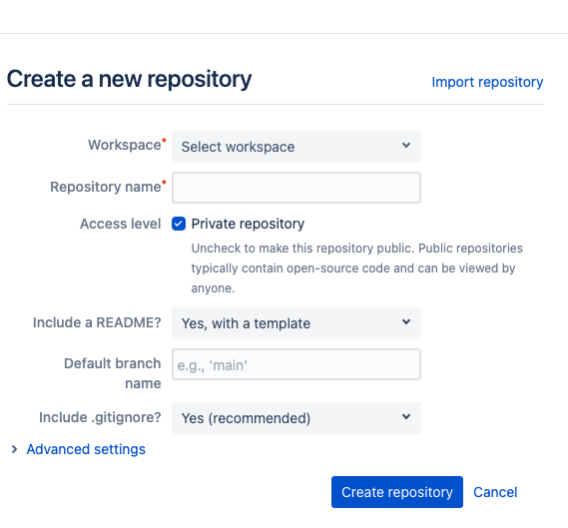 Create a new repository
Import repository
Workspace*
Select workspace
Repository name*
Access level
Private repository
Uncheck to make this repository public. Public repositories
typically contain open-source code and can be viewed by
anyone.
Include a README?
Yes, with a template
Default branch
name
e.g., 'main'
Include .gitignore?
Yes (recommended)
Advanced settings
Create repository
Cancel